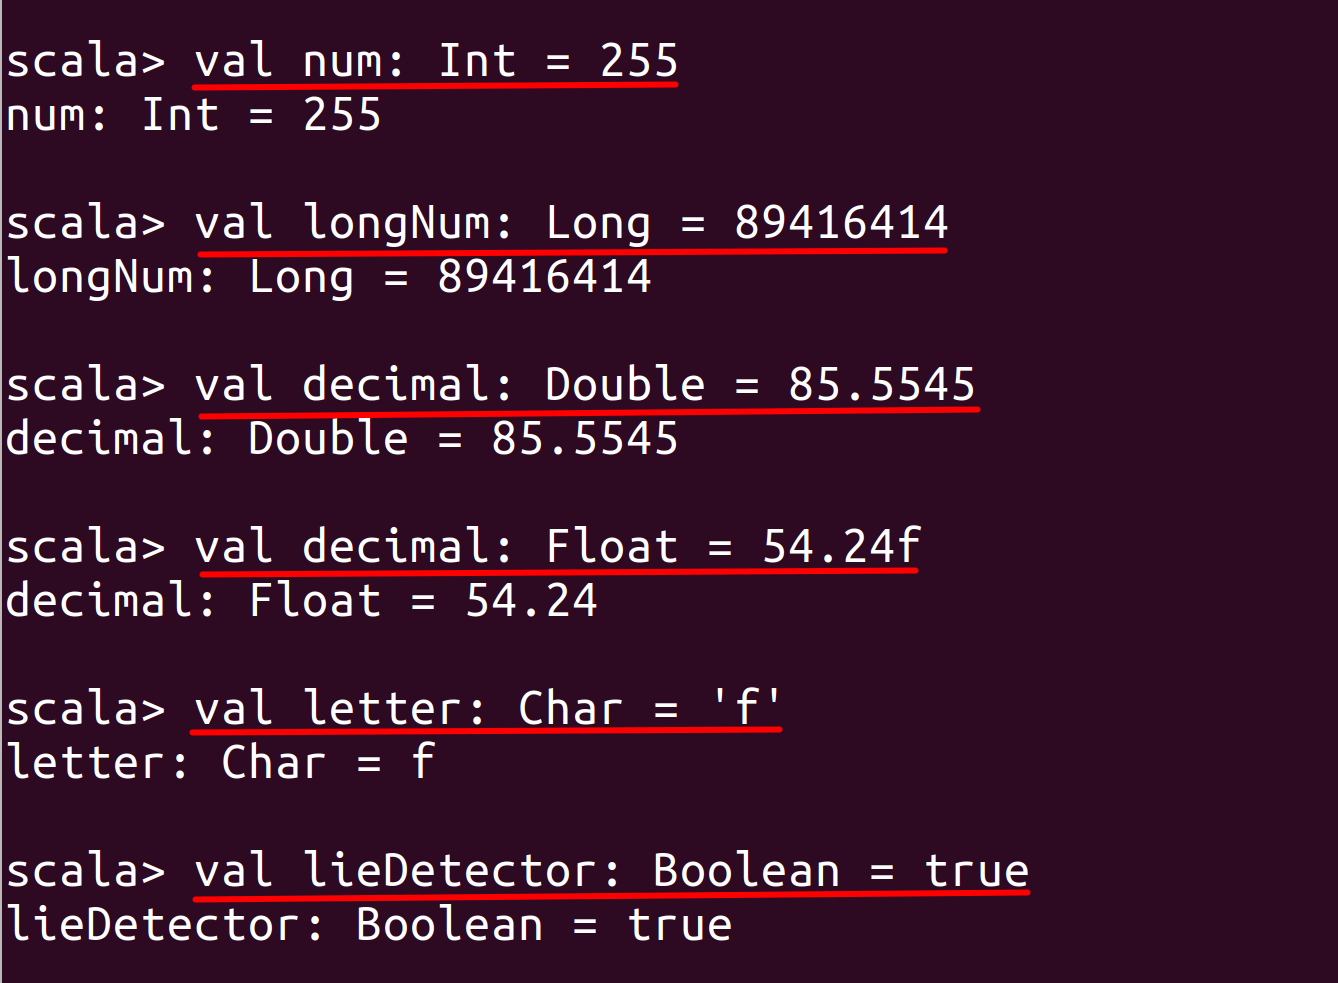 scala> val num: Int = 255
num: Int = 255
scala> val longNum: Long = 89416414
longNum: Long = 89416414
scala> val decimal: Double = 85.5545
decimal: Double = 85.5545
scala> val decimal: Float = 54.24f
decimal: Float = 54.24
scala> val letter: Char = 'f'
letter: Char = f
scala> val lieDetector: Boolean = true
lieDetector: Boolean = true